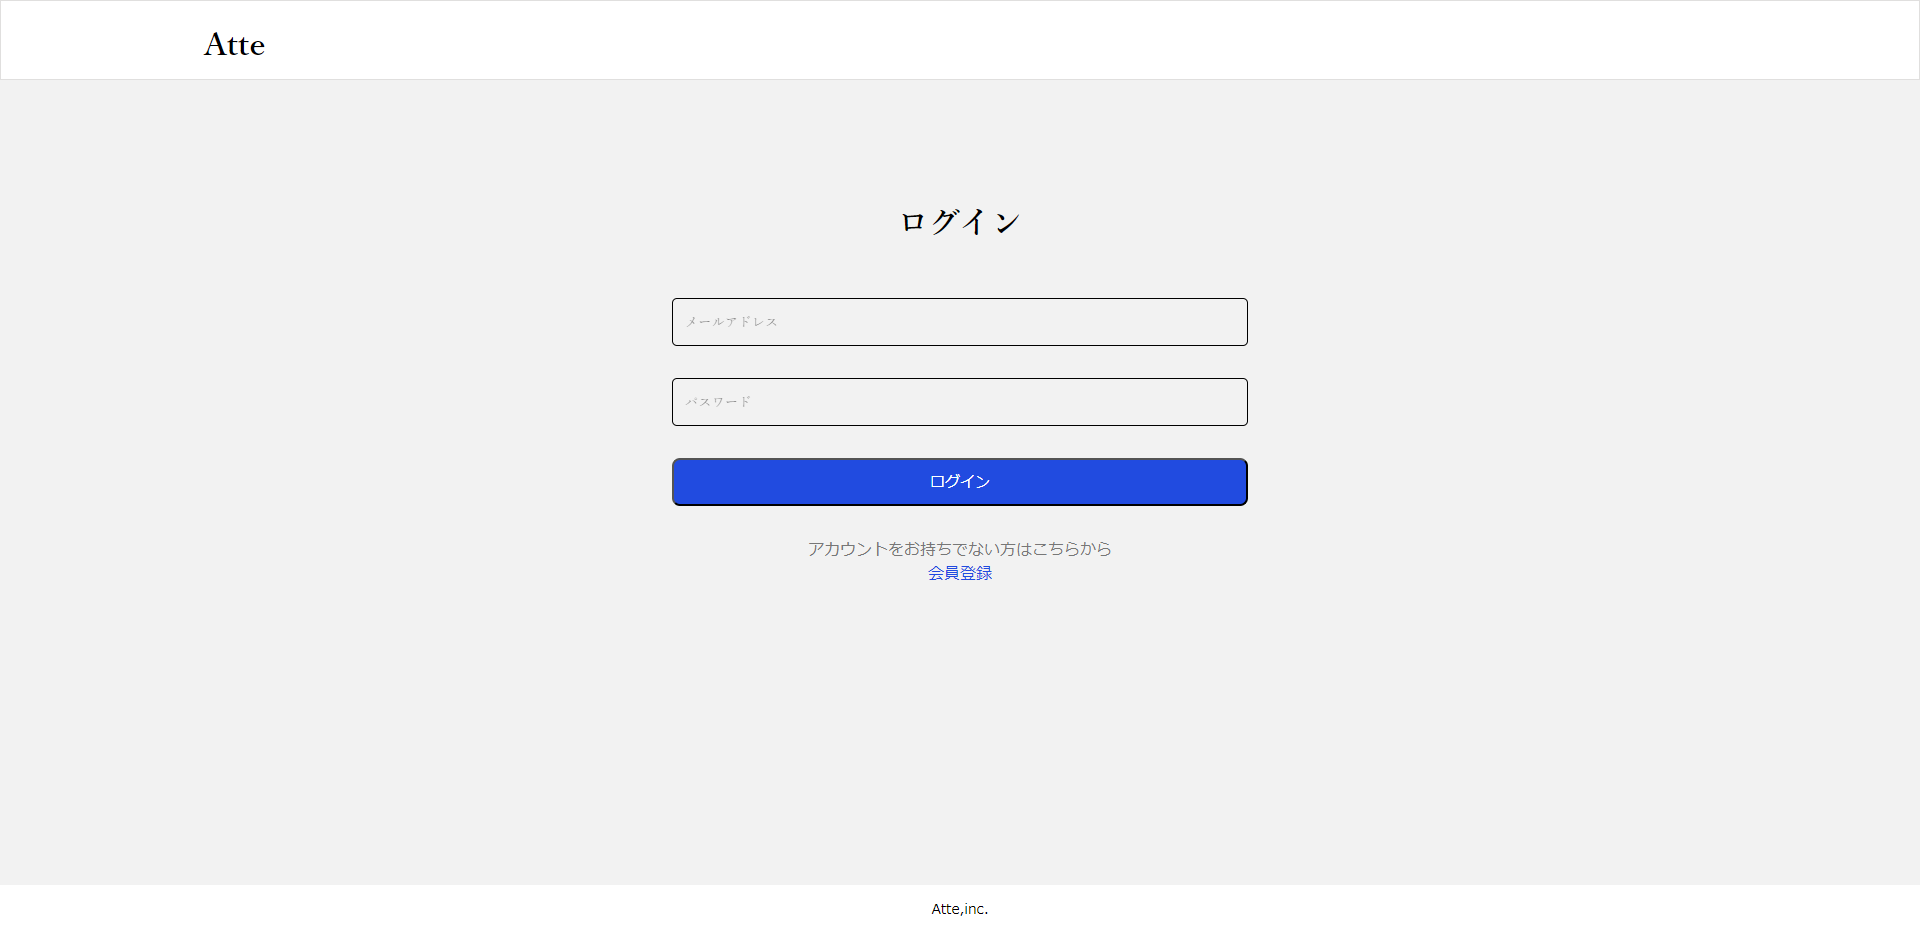 Atte
ログイン
メールアドレス
パスワード
ログイン
アカウントをお持ちでない方はこちらから
会員登録
Atte,inc.